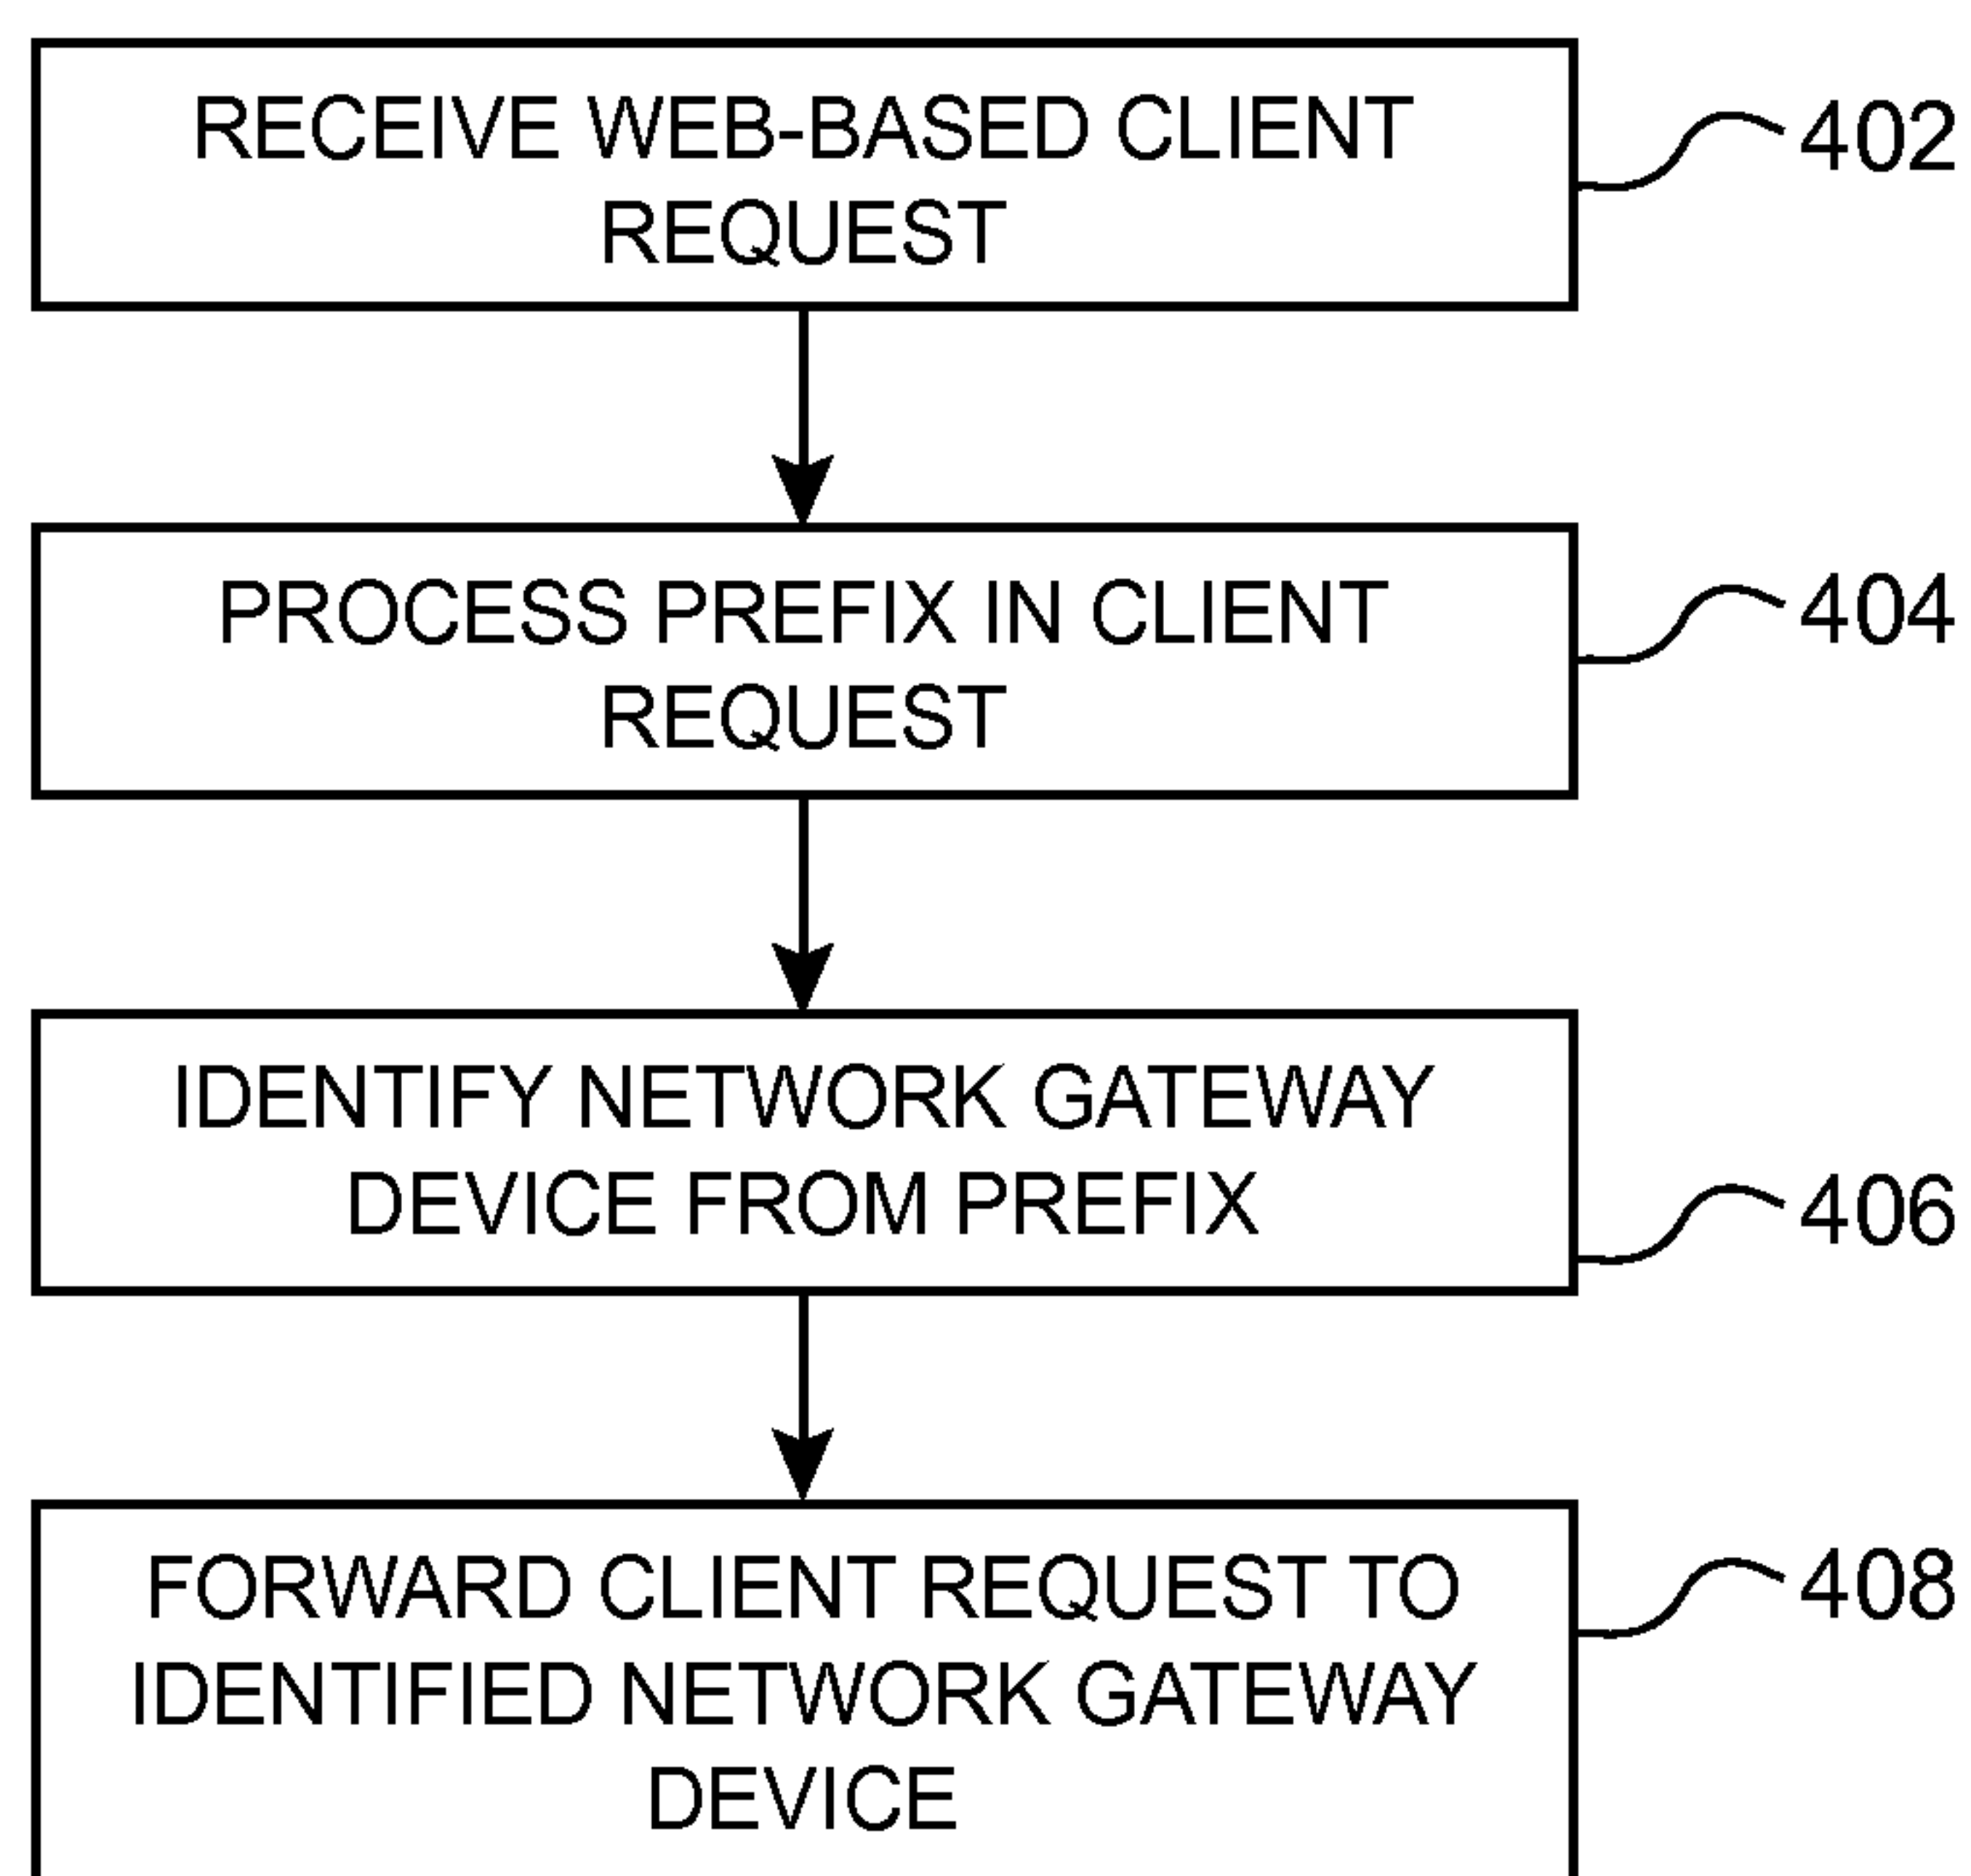 RECEIVE WEB-BASED CLIENT
REQUEST
402
PROCESS PREFIX IN CLIENT
REQUEST
404
IDENTIFY NETWORK GATEWAY
DEVICE FROM PREFIX
406
FORWARD CLIENT REQUEST TO
IDENTIFIED NETWORK GATEWAY
DEVICE
408